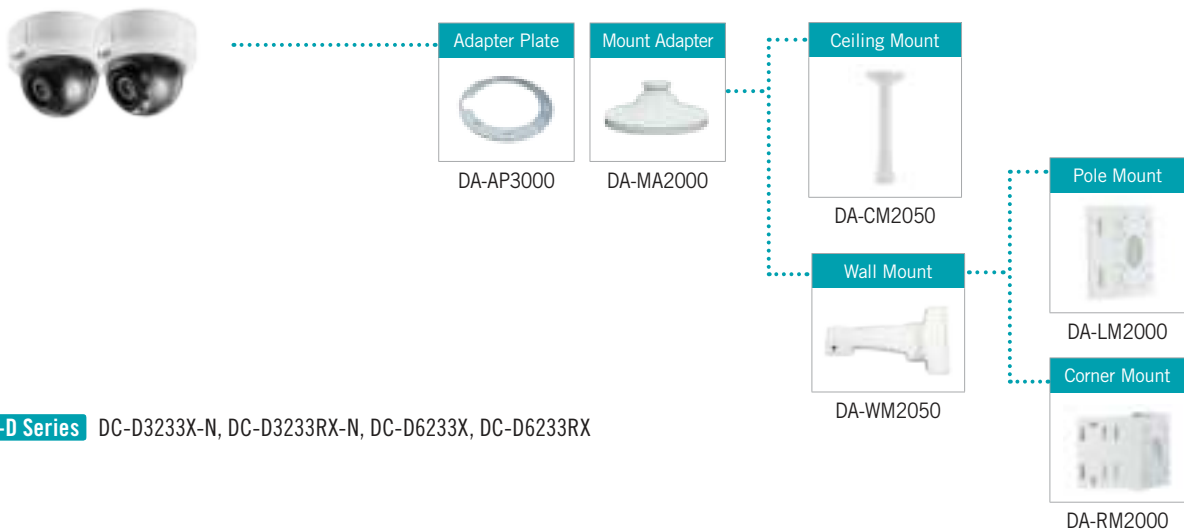 Adapter Plate
Mount Adapter
Ceiling Mount
DA-AP3000
DA-MA2000
Pole Mount
DA-CM2050
Wall Mount
DA-LM2000
Corner Mount
DA-WM2050
-D Series DC-D3233X-N, DC-D3233RX-N, DC-D6233X, DC-D6233RX
DA-RM2000